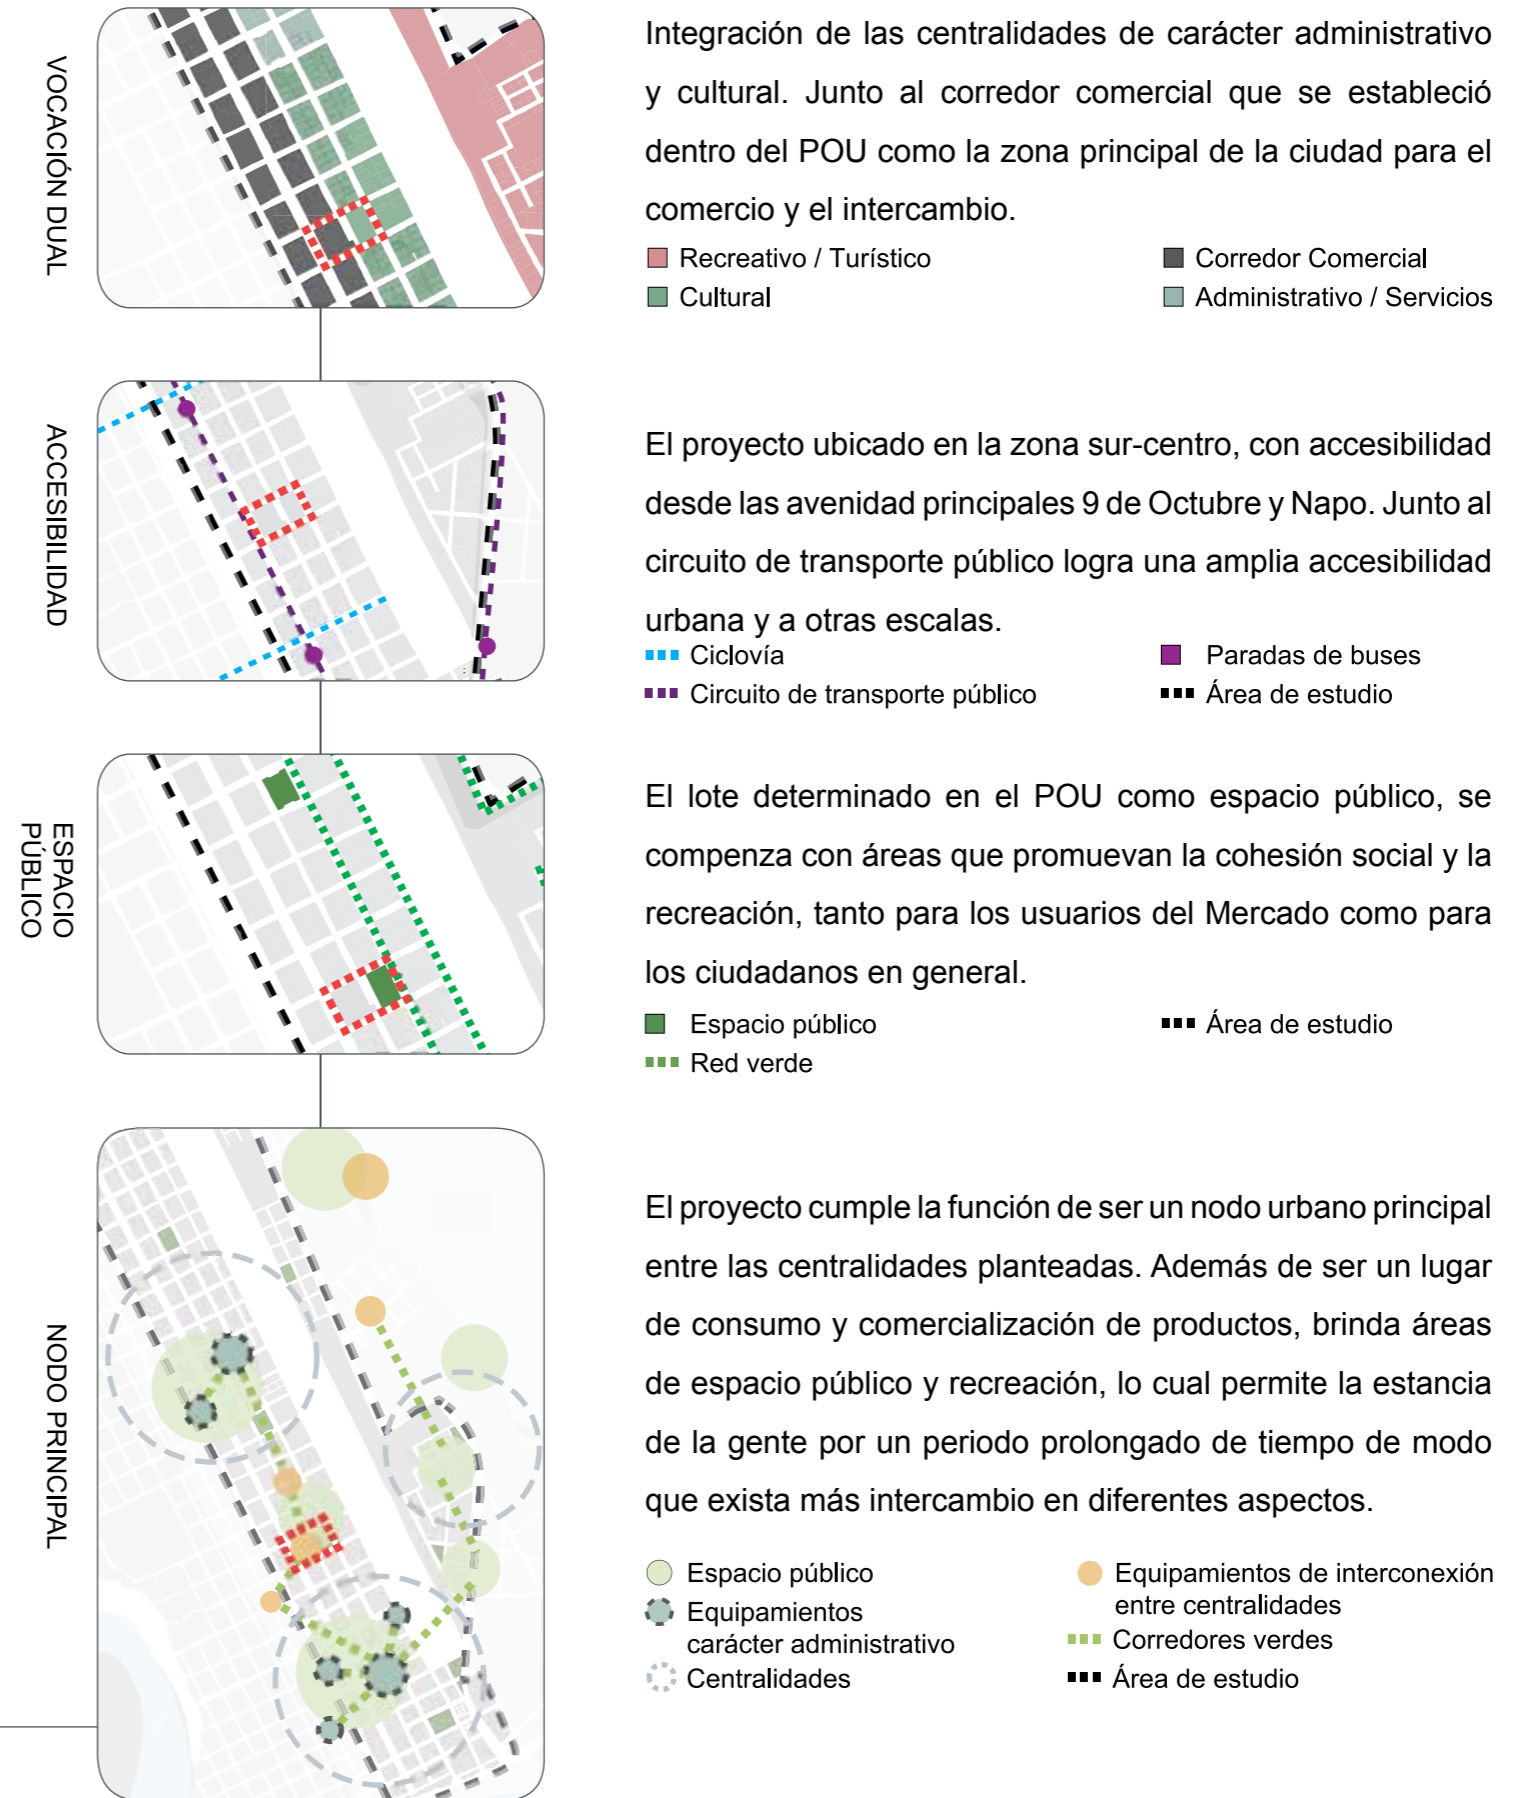 VOCACIÓN DUAL
Integración de las centralidades de carácter administrativo
y cultural. Junto al corredor comercial que se estableció
dentro del POU como la zona principal de la ciudad para el
comercio y el intercambio.
Recreativo / Turístico
Corredor Comercial
Cultural
Administrativo / Servicios
ACCESIBILIDAD
El proyecto ubicado en la zona sur-centro, con accesibilidad
desde las avenidad principales 9 de Octubre y Napo. Junto al
circuito de transporte público logra una amplia accesibilidad
urbana y a otras escalas.
Ciclovía
Paradas de buses
Circuito de transporte público
Área de estudio
ESPACIO
PÚBLICO
El lote determinado en el POU como espacio público, se
compenza con áreas que promuevan la cohesión social y la
recreación, tanto para los usuarios del Mercado como para
los ciudadanos en general.
Espacio público
Área de estudio
Red verde
NODO PRINCIPAL
El proyecto cumple la función de ser un nodo urbano principal
entre las centralidades planteadas. Además de ser un lugar
de consumo y comercialización de productos, brinda áreas
de espacio público y recreación, lo cual permite la estancia
de la gente por un periodo prolongado de tiempo de modo
que exista más intercambio en diferentes aspectos.
Espacio público
Equipamientos
carácter administrativo
Centralidades
Equipamientos de interconexión
entre centralidades
Corredores verdes
Área de estudio